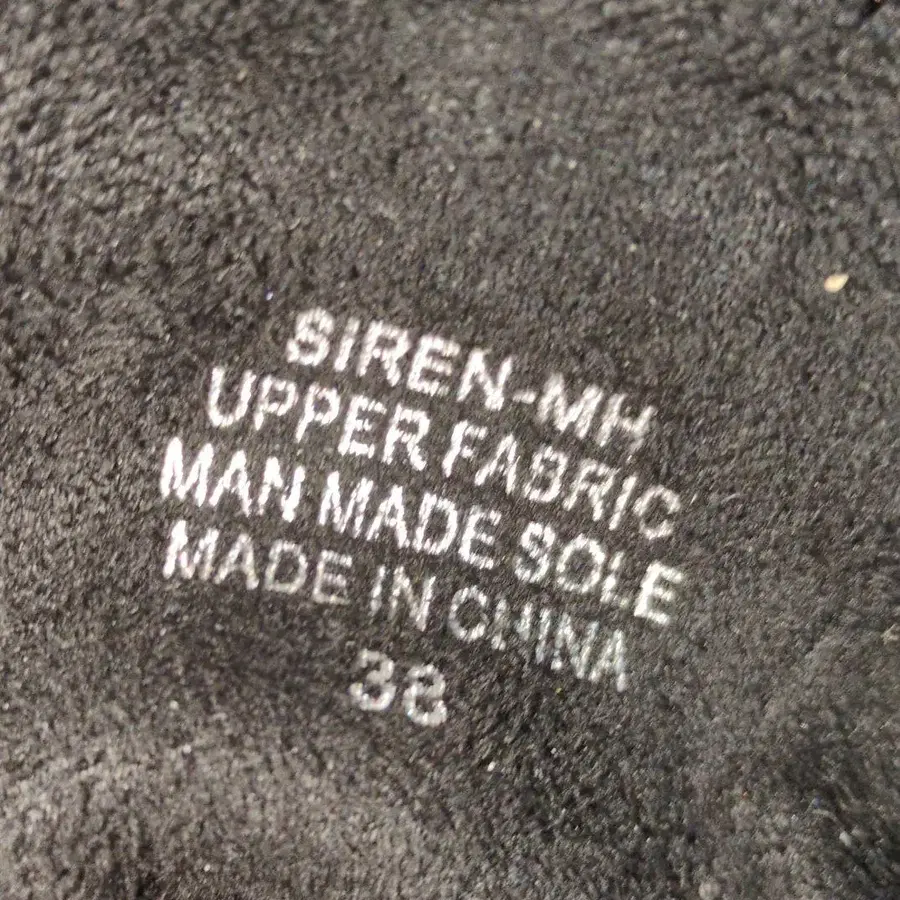 SIREN-MH
UPPER FABRIC
MAN MADE SOLE
MADE IN CHINA
38